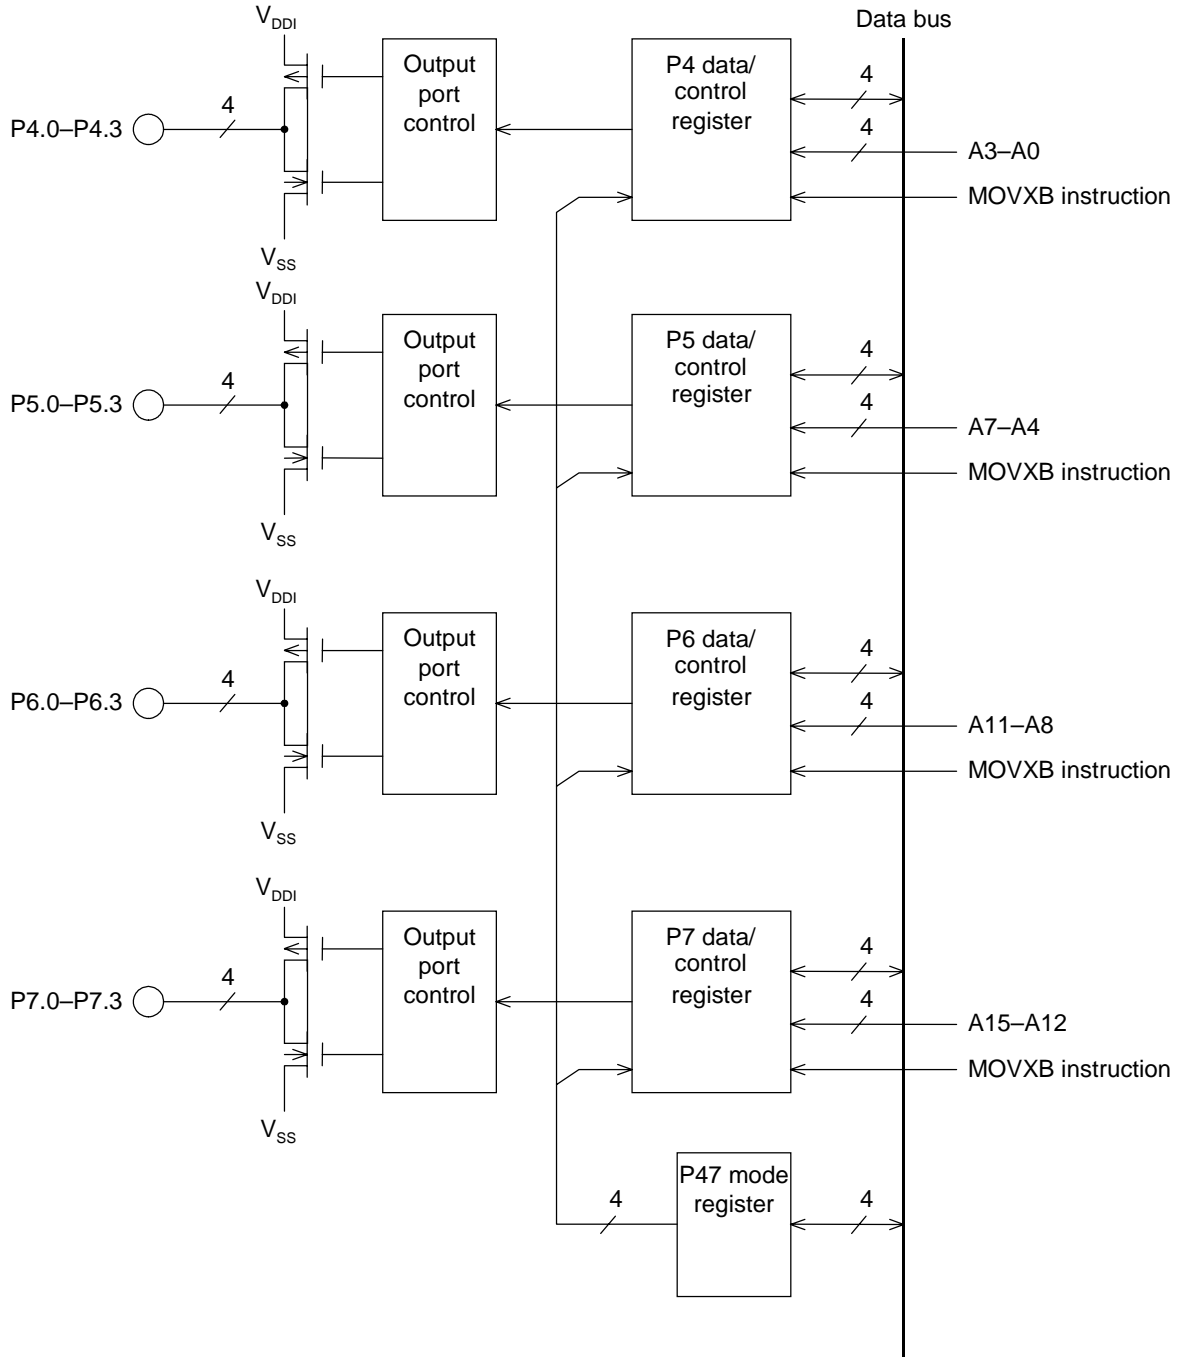 Data bus
V_DDI
Output
port
control
P4 data/
control
register
4
4
P4.0–P4.3
4
A3–A0
MOVXB instruction
V_SS
V_DDI
Output
port
control
P5 data/
control
register
4
4
P5.0–P5.3
4
A7–A4
MOVXB instruction
V_SS
V_DDI
Output
port
control
P6 data/
control
register
4
4
P6.0–P6.3
4
A11–A8
MOVXB instruction
V_SS
V_DDI
Output
port
control
P7 data/
control
register
4
4
P7.0–P7.3
4
A15–A12
MOVXB instruction
V_SS
P47 mode
register
4
4